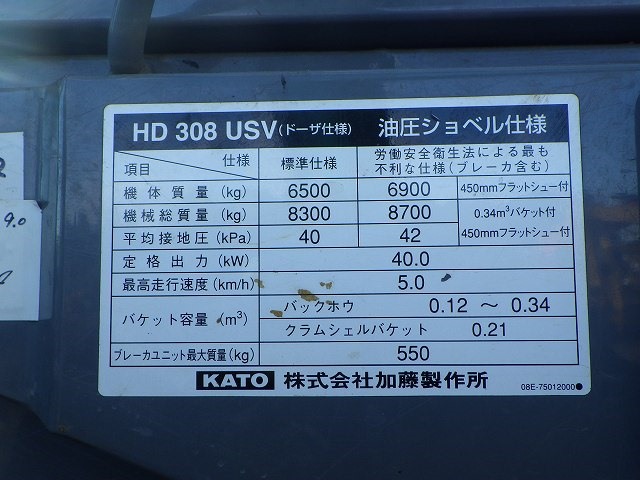 HD 308 USV(ドーザ仕様) 油圧ショベル仕様
項目 仕様 標準仕様 労働安全衛生法による最も不利な仕様(ブレーカ含む)
機体質量(kg) 6500 6900 450mmフラットシュー付
機械総質量(kg) 8300 8700 0.34m³バケット付
平均接地圧(kPa) 40 42 450mmフラットシュー付
定格出力(kW) 40.0
最高走行速度(km/h) 5.0
バケット容量(m³) バックホウ 0.12 ～ 0.34
クラムシェルバケット 0.21
ブレーカユニット最大質量(kg) 550
KATO 株式会社加藤製作所
08E-75012000●
9.0